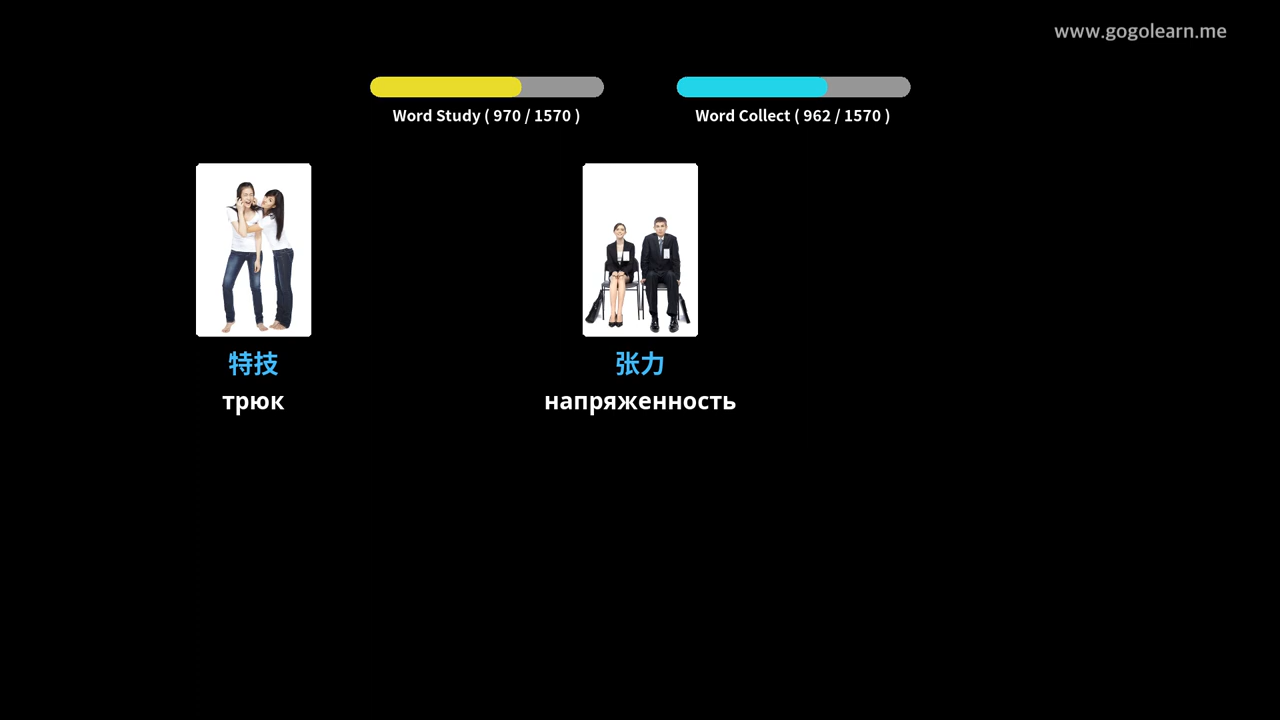 www.gogolearn.me
Word Study ( 970 / 1570 )
Word Collect ( 962 / 1570 )
特技
трюк
张力
напряженность